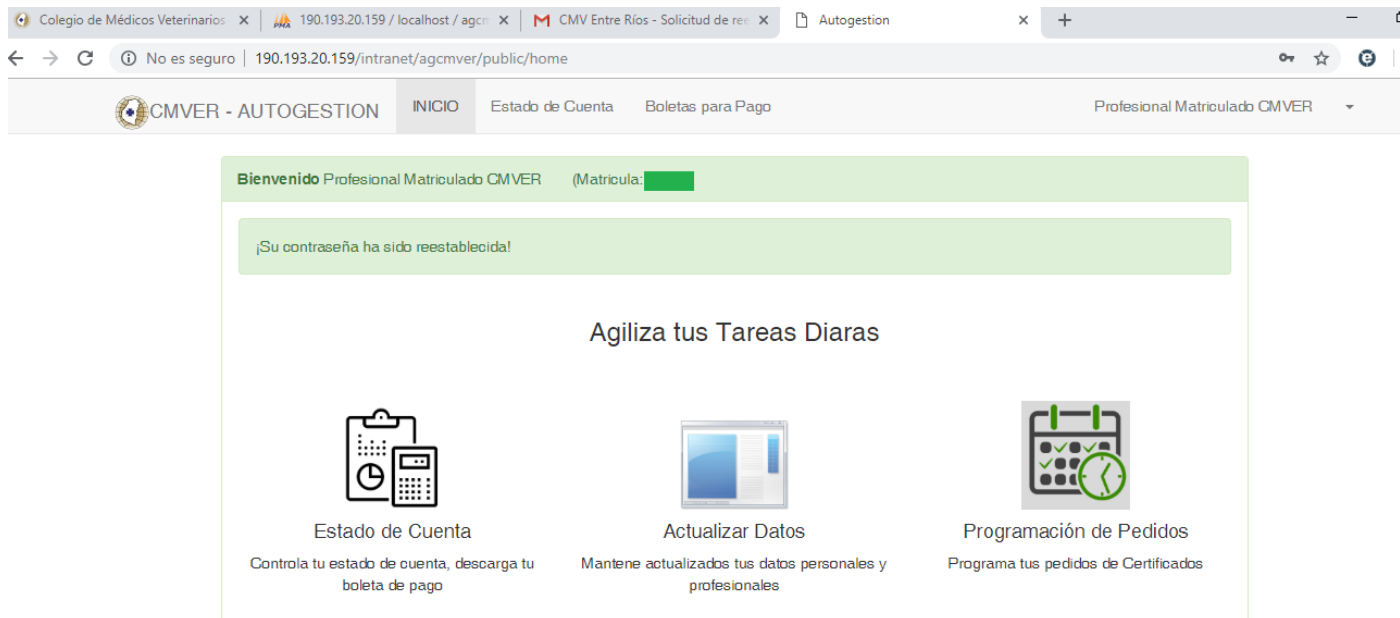 Colegio de Médicos Veterinarios
190.193.20.159 / localhost / agcm
CMV Entre Ríos - Solicitud de ree
Autogestion
No es seguro | 190.193.20.159/intranet/agcmver/public/home
CMVER - AUTOGESTION INICIO Estado de Cuenta Boletas para Pago Profesional Matriculado CMVER
Bienvenido Profesional Matriculado CMVER (Matricula:
¡Su contraseña ha sido reestablecida!
Agiliza tus Tareas Diaras
Estado de Cuenta
Controla tu estado de cuenta, descarga tu
boleta de pago
Actualizar Datos
Mantene actualizados tus datos personales y
profesionales
Programación de Pedidos
Programa tus pedidos de Certificados